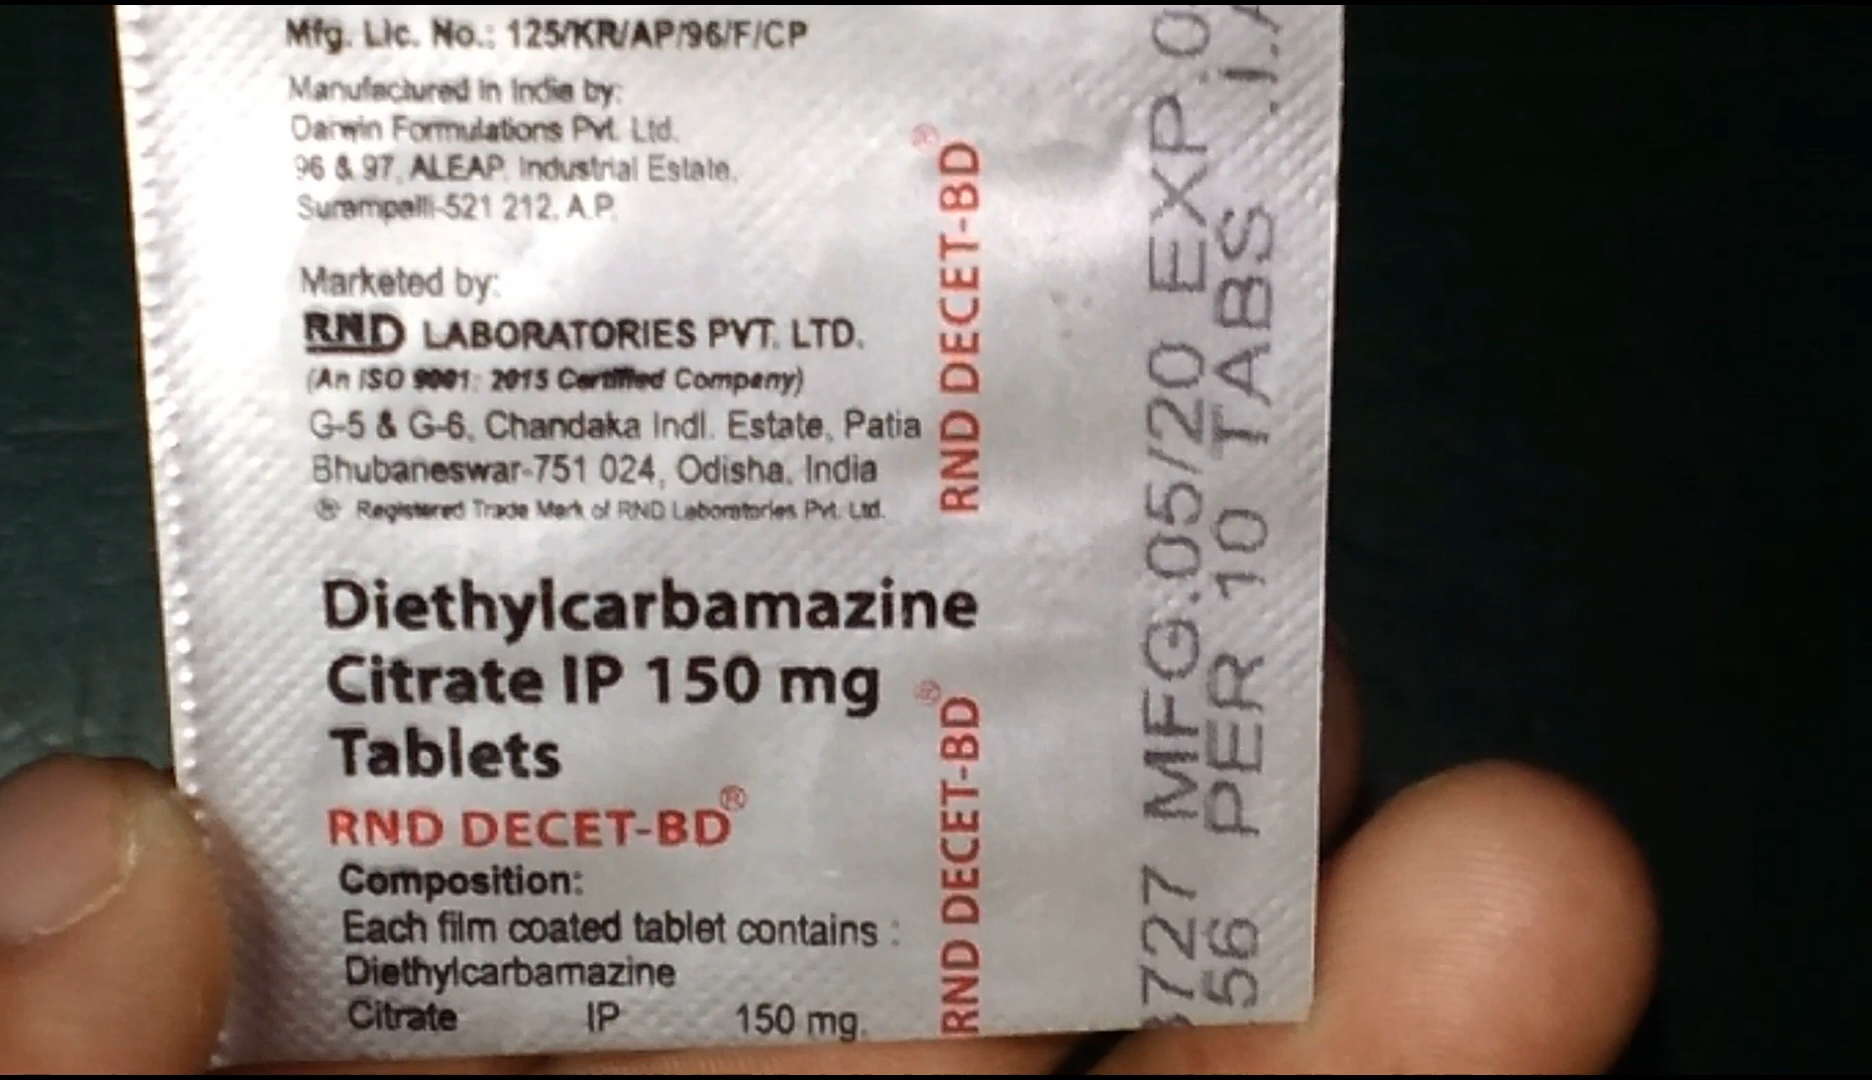 Mfg. Lic. No.: 125/KR/AP/96/F/CP
Manufactured in India by:
Darwin Formulations Pvt. Ltd.
96 & 97, ALEAP. Industrial Estate,
Surampalli-521 212, A.P.
Marketed by:
RND LABORATORIES PVT. LTD.
(An ISO 9001: 2015 Certified Company)
G-5 & G-6, Chandaka Indl. Estate, Patia
Bhubaneswar-751 024, Odisha, India
® Registered Trade Mark of RND Laboratories Pvt. Ltd.
Diethylcarbamazine
Citrate IP 150 mg
Tablets
RND DECET-BD®
Composition:
Each film coated tablet contains :
Diethylcarbamazine
Citrate IP 150 mg.
RND DECET-BD®
RND DECET-BD®
727 MFG.05/20 EXP.0
56 PER 10 TABS